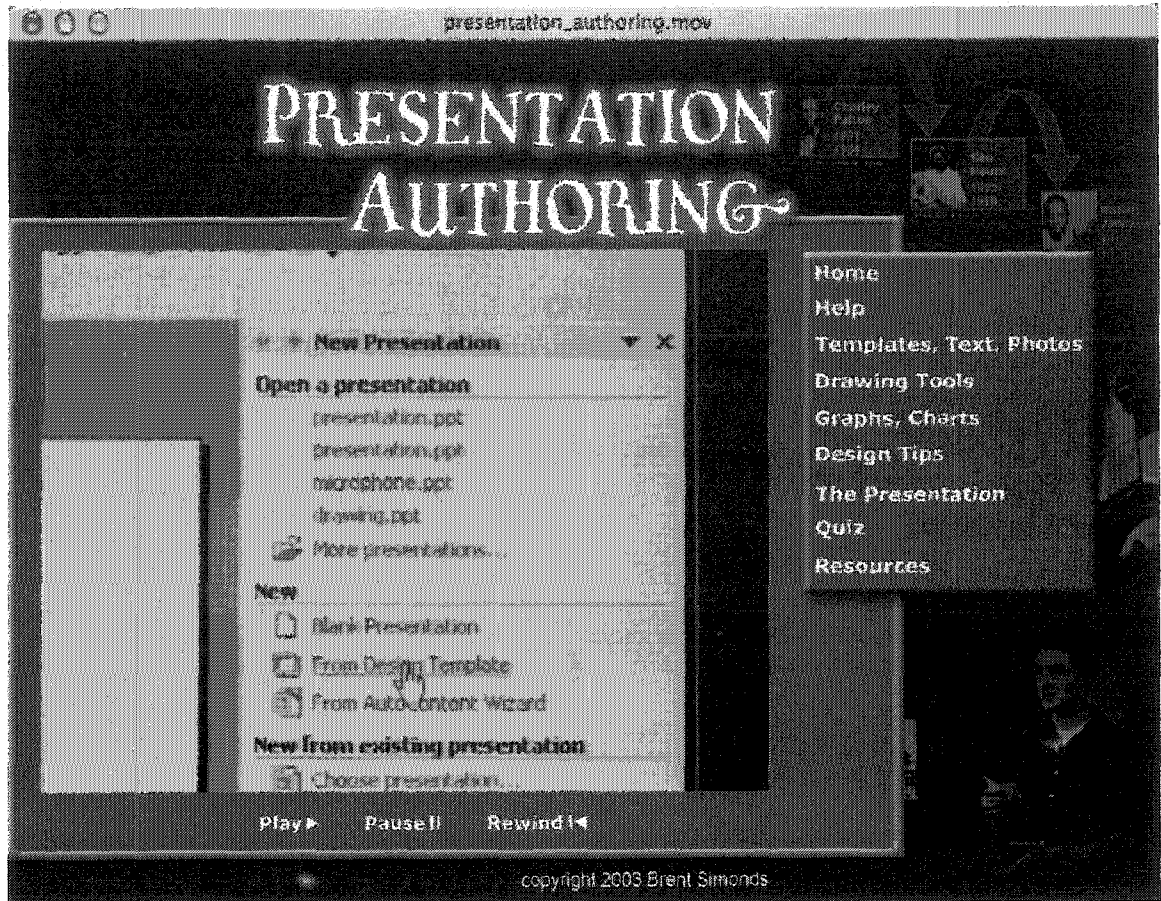 presentation_authoring.mov
PRESENTATION
AUTHORING
New Presentation
Open a presentation
presentation.ppt
presentation.ppt
microphone.ppt
drawing.ppt
More presentations...
New
Blank Presentation
From Design Template
From AutoContent Wizard
New from existing presentation
Choose presentation...
Play
Pause
Rewind
Home
Help
Templates, Text, Photos
Drawing Tools
Graphs, Charts
Design Tips
The Presentation
Quiz
Resources
copyright 2003 Brent Simonds